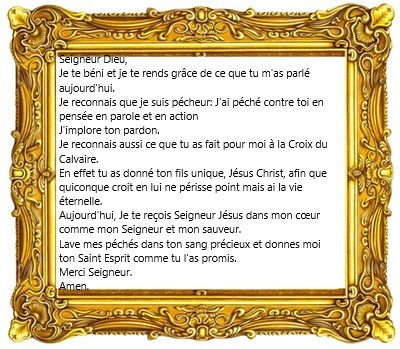 Seigneur Dieu,
Je te béni et je te rends grâce de ce que tu m'as parlé
aujourd'hui.
Je reconnais que je suis pécheur: J'ai péché contre toi en
pensée en parole et en action
J'implore ton pardon.
Je reconnais aussi ce que tu as fait pour moi à la Croix du
Calvaire.
En effet tu as donné ton fils unique, Jésus Christ, afin que
quiconque croit en lui ne périsse point mais ai la vie
éternelle.
Aujourd'hui, Je te reçois Seigneur Jésus dans mon cœur
comme mon Seigneur et mon sauveur.
Lave mes péchés dans ton sang précieux et donnes moi
ton Saint Esprit comme tu l'as promis.
Merci Seigneur.
Amen.